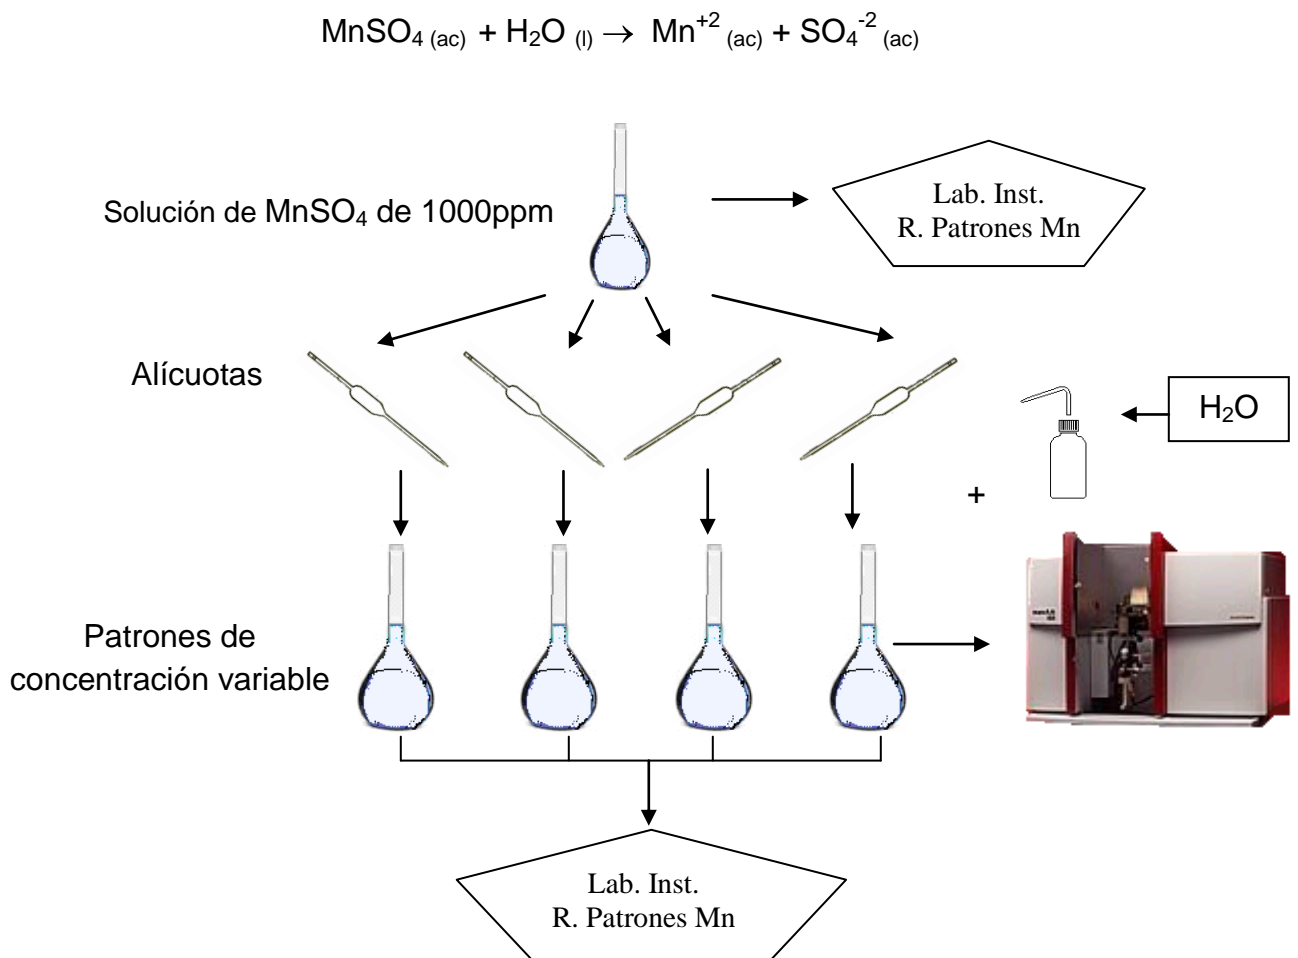 MnSO₄ (ac) + H₂O (l) → Mn⁺² (ac) + SO₄⁻² (ac)
Lab. Inst.
R. Patrones Mn
Solución de MnSO₄ de 1000ppm
Alícuotas
H₂O
+
Patrones de
concentración variable
Lab. Inst.
R. Patrones Mn